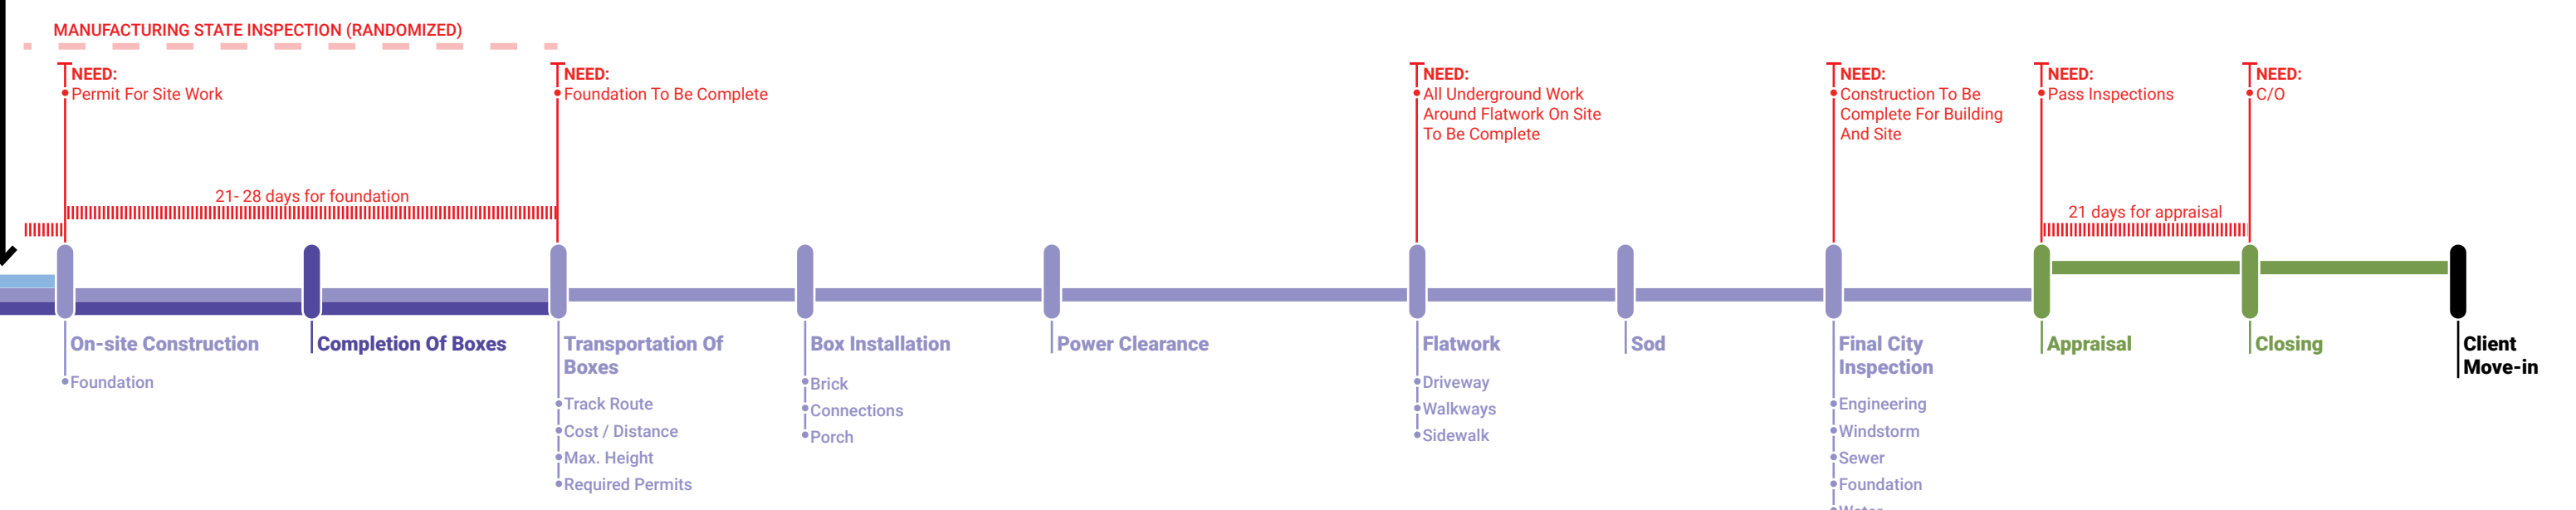 MANUFACTURING STATE INSPECTION (RANDOMIZED)
NEED:
Permit For Site Work
NEED:
Foundation To Be Complete
NEED:
All Underground Work
Around Flatwork On Site
To Be Complete
NEED:
Construction To Be
Complete For Building
And Site
NEED:
Pass Inspections
NEED:
C/O
21- 28 days for foundation
21 days for appraisal
On-site Construction
Foundation
Completion Of Boxes
Transportation Of
Boxes
Track Route
Cost / Distance
Max. Height
Required Permits
Box Installation
Brick
Connections
Porch
Power Clearance
Flatwork
Driveway
Walkways
Sidewalk
Sod
Final City
Inspection
Engineering
Windstorm
Sewer
Foundation
Appraisal
Closing
Client
Move-in